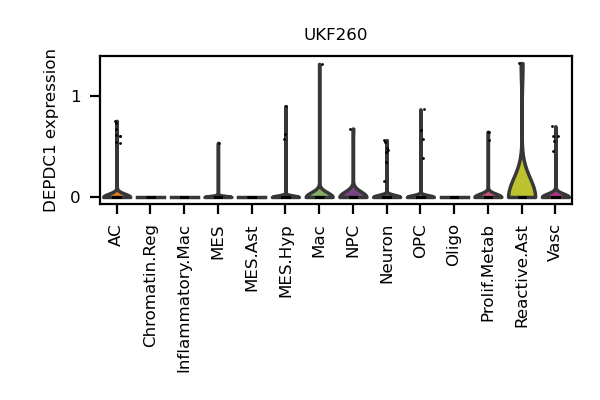 UKF260
DEPDC1 expression
1
0
AC
Chromatin.Reg
Inflammatory.Mac
MES
MES.Ast
MES.Hyp
Mac
NPC
Neuron
OPC
Oligo
Prolif.Metab
Reactive.Ast
Vasc